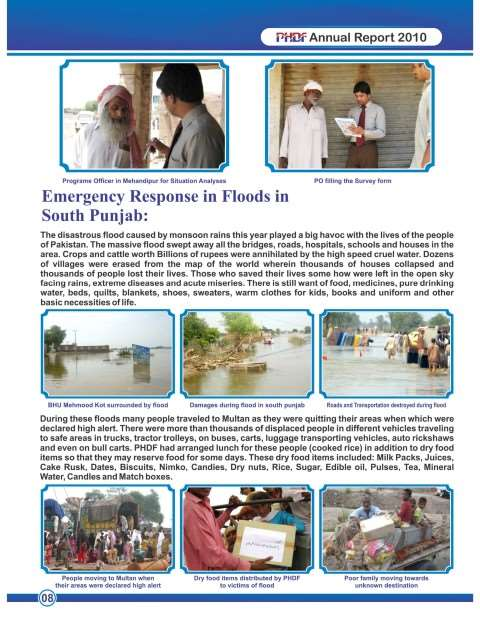 PHDF Annual Report 2010
Programe Officer in Mehandipur for Situation Analyses
PO filling the Survey form
Emergency Response in Floods in
South Punjab:
The disastrous flood caused by monsoon rains this year played a big havoc with the lives of the people
of Pakistan. The massive flood swept away all the bridges, roads, hospitals, schools and houses in the
area. Crops and cattle worth Billions of rupees were annihilated by the high speed cruel water. Dozens
of villages were erased from the map of the world wherein thousands of houses collapsed and
thousands of people lost their lives. Those who saved their lives some how were left in the open sky
facing rains, extreme diseases and acute miseries. There is still want of food, medicines, pure drinking
water, beds, quilts, blankets, shoes, sweaters, warm clothes for kids, books and uniform and other
basic necessities of life.
BHU Mehmood Kot surrounded by flood
Damages during flood in south punjab
Roads and Transportation destroyed during flood
During these floods many people traveled to Multan as they were quitting their areas when which were
declared high alert. There were more than thousands of displaced people in different vehicles traveling
to safe areas in trucks, tractor trolleys, on buses, carts, luggage transporting vehicles, auto rickshaws
and even on bull carts. PHDF had arranged lunch for these people (cooked rice) in addition to dry food
items so that they may reserve food for some days. These dry food items included: Milk Packs, Juices,
Cake Rusk, Dates, Biscuits, Nimko, Candies, Dry nuts, Rice, Sugar, Edible oil, Pulses, Tea, Mineral
Water, Candles and Match boxes.
People moving to Multan when
their areas were declared high alert
Dry food items distributed by PHDF
to victims of flood
Poor family moving towards
unknown destination
08